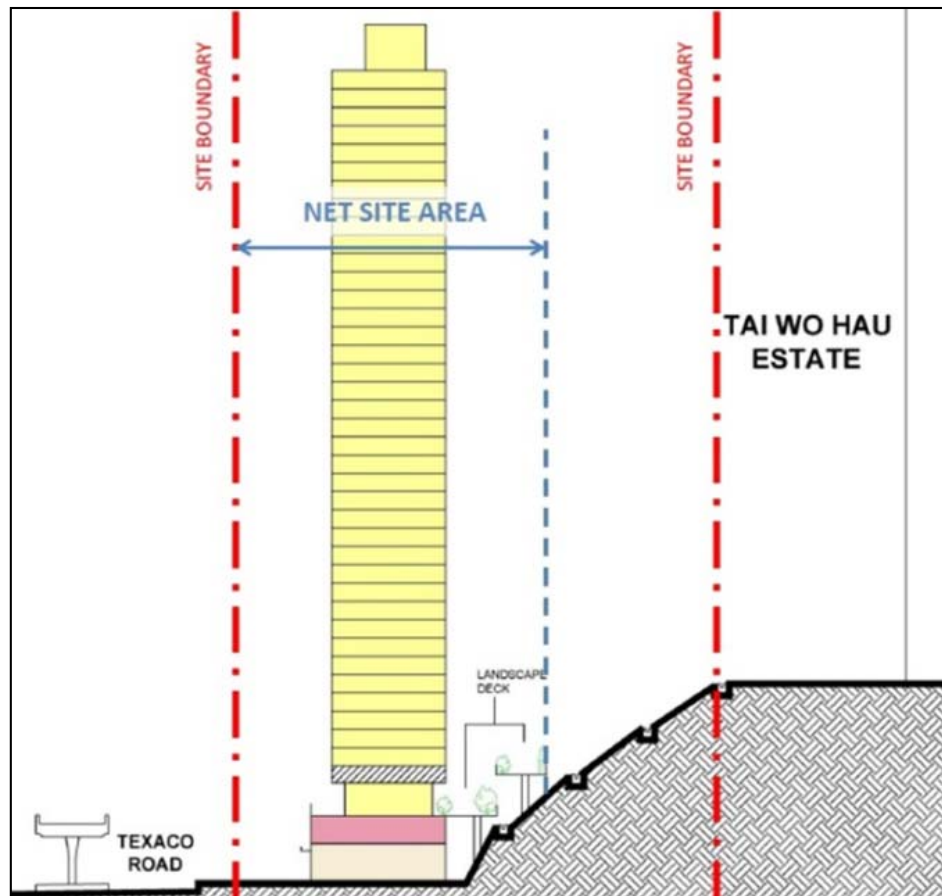 SITE BOUNDARY
SITE BOUNDARY
NET SITE AREA
TAI WO HAU
ESTATE
LANDSCAPE
DECK
TEXACO
ROAD